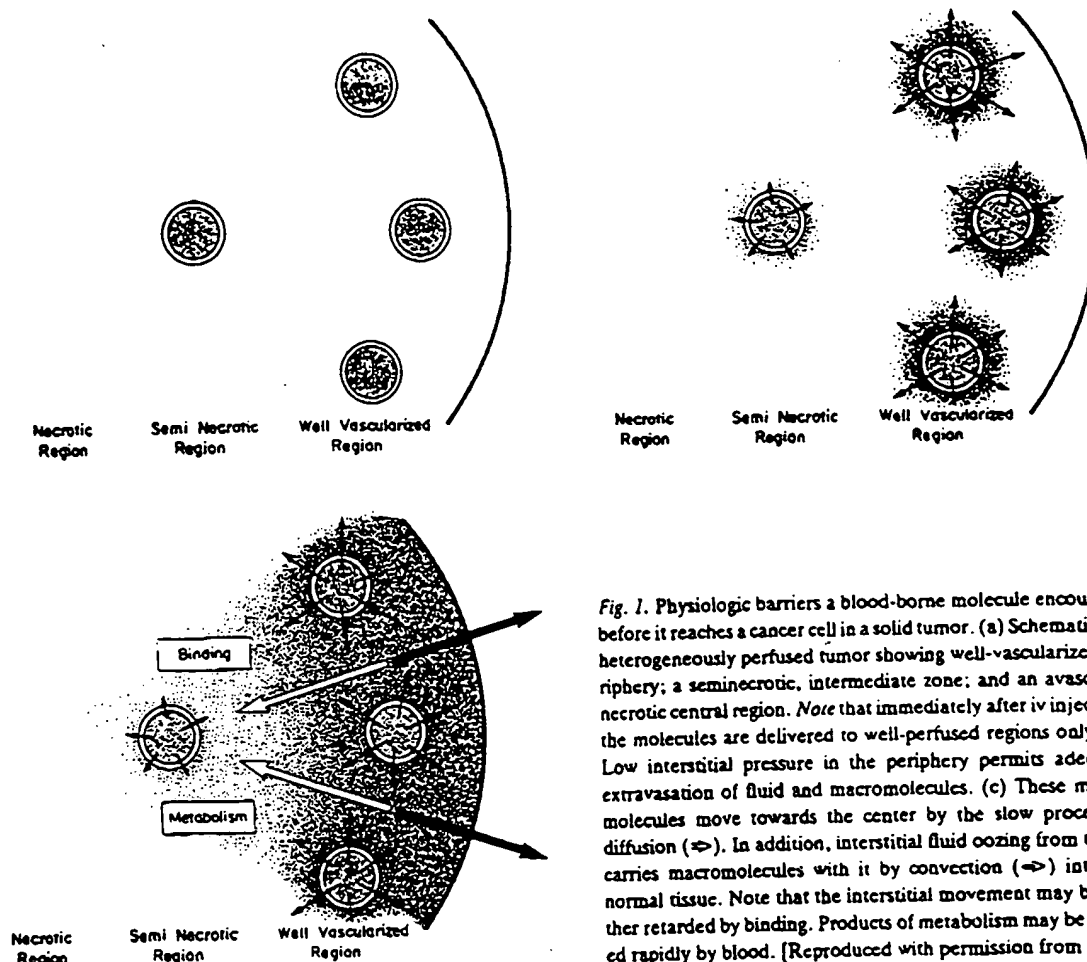 Necrotic
Region
Semi Necrotic
Region
Well Vascularized
Region
Necrotic
Region
Semi Necrotic
Region
Well Vascularized
Region
Binding
Metabolism
Necrotic
Region
Semi Necrotic
Region
Well Vascularized
Region
Fig. 1. Physiologic barriers a blood-borne molecule encou
before it reaches a cancer cell in a solid tumor. (a) Schemati
heterogeneously perfused tumor showing well-vascularize
riphery; a seminecrotic, intermediate zone; and an avasc
necrotic central region. Note that immediately after iv injec
the molecules are delivered to well-perfused regions only
Low interstitial pressure in the periphery permits ade
extravasation of fluid and macromolecules. (c) These m
molecules move towards the center by the slow proce
diffusion (⇒). In addition, interstitial fluid oozing from
carries macromolecules with it by convection (⇒) int
normal tissue. Note that the interstitial movement may b
ther retarded by binding. Products of metabolism may be
ed rapidly by blood. [Reproduced with permission from